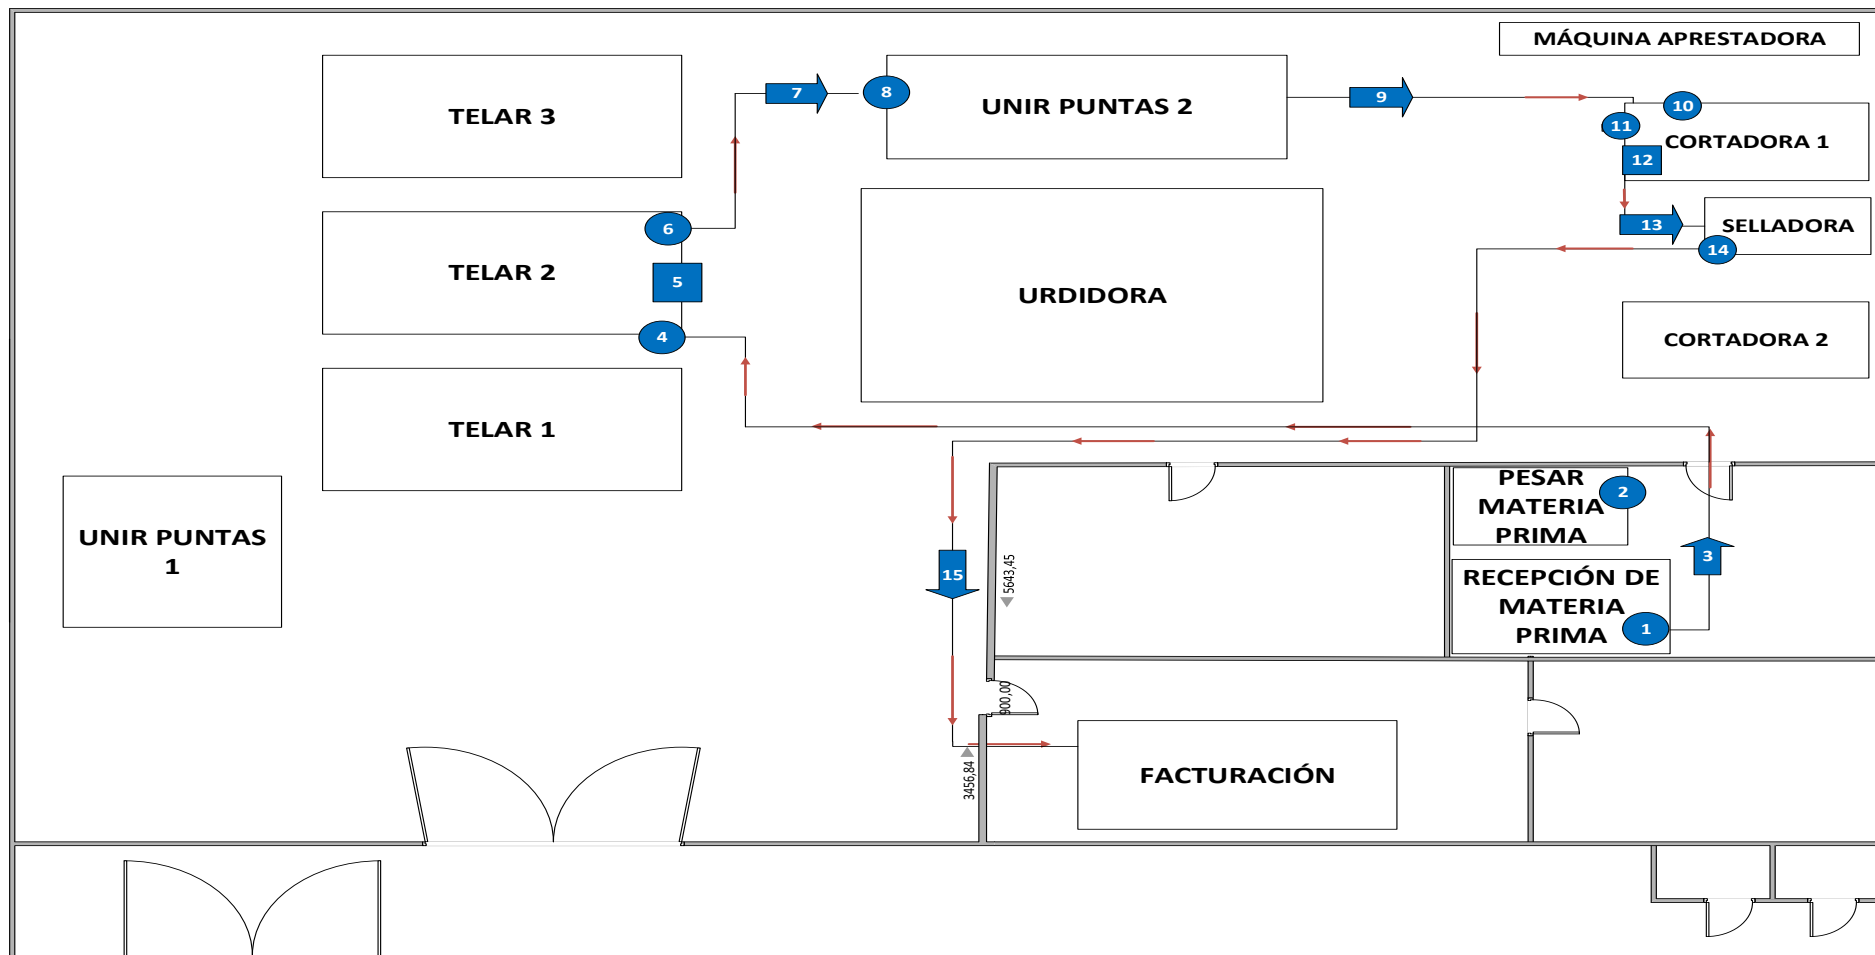 MÁQUINA APRESTADORA
TELAR 3
7
8
UNIR PUNTAS 2
9
10
11
CORTADORA 1
12
6
TELAR 2
5
4
URDIDORA
13
SELLADORA
14
CORTADORA 2
TELAR 1
UNIR PUNTAS
1
PESAR
MATERIA
PRIMA
2
3
RECEPCIÓN DE
MATERIA
PRIMA
1
15
5643,45
900,00
3456,84
FACTURACIÓN